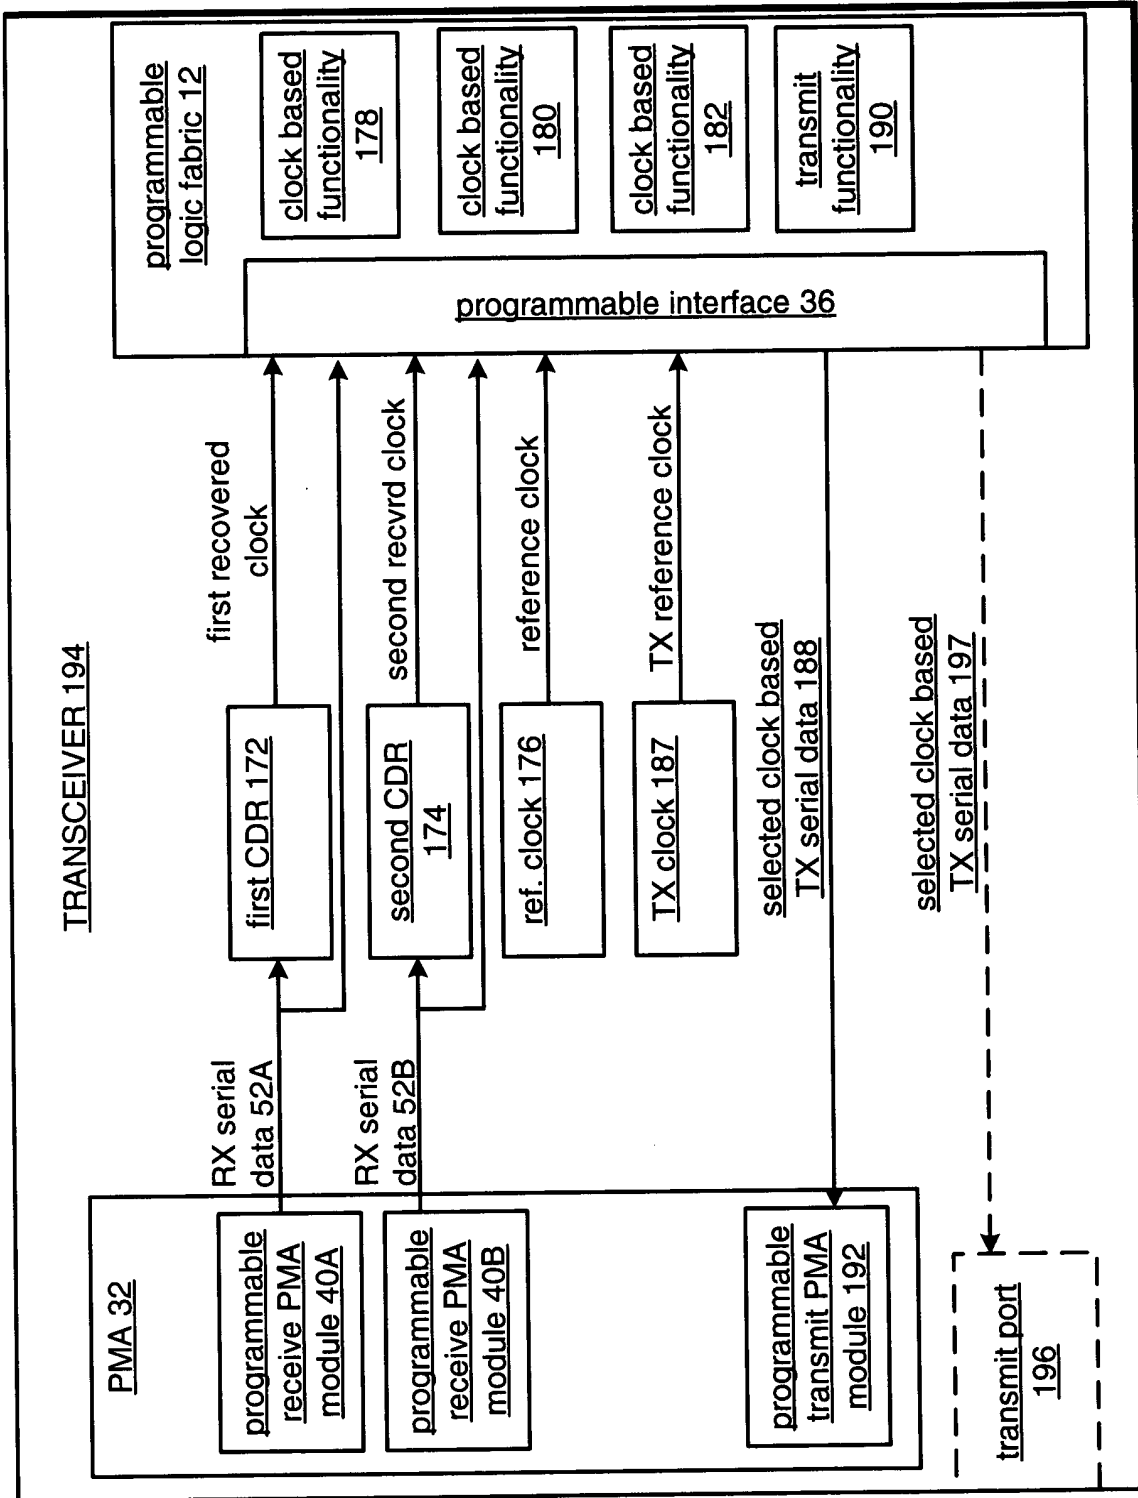 TRANSCEIVER 194
PMA 32
programmable
receive PMA
module 40A
programmable
receive PMA
module 40B
programmable
transmit PMA
module 192
transmit port
196
RX serial
data 52A
RX serial
data 52B
first CDR 172
second CDR
174
ref. clock 176
TX clock 187
first recovered
clock
second recvrd clock
reference clock
TX reference clock
selected clock based
TX serial data 188
selected clock based
TX serial data 197
programmable
logic fabric 12
programmable interface 36
clock based
functionality
178
clock based
functionality
180
clock based
functionality
182
transmit
functionality
190